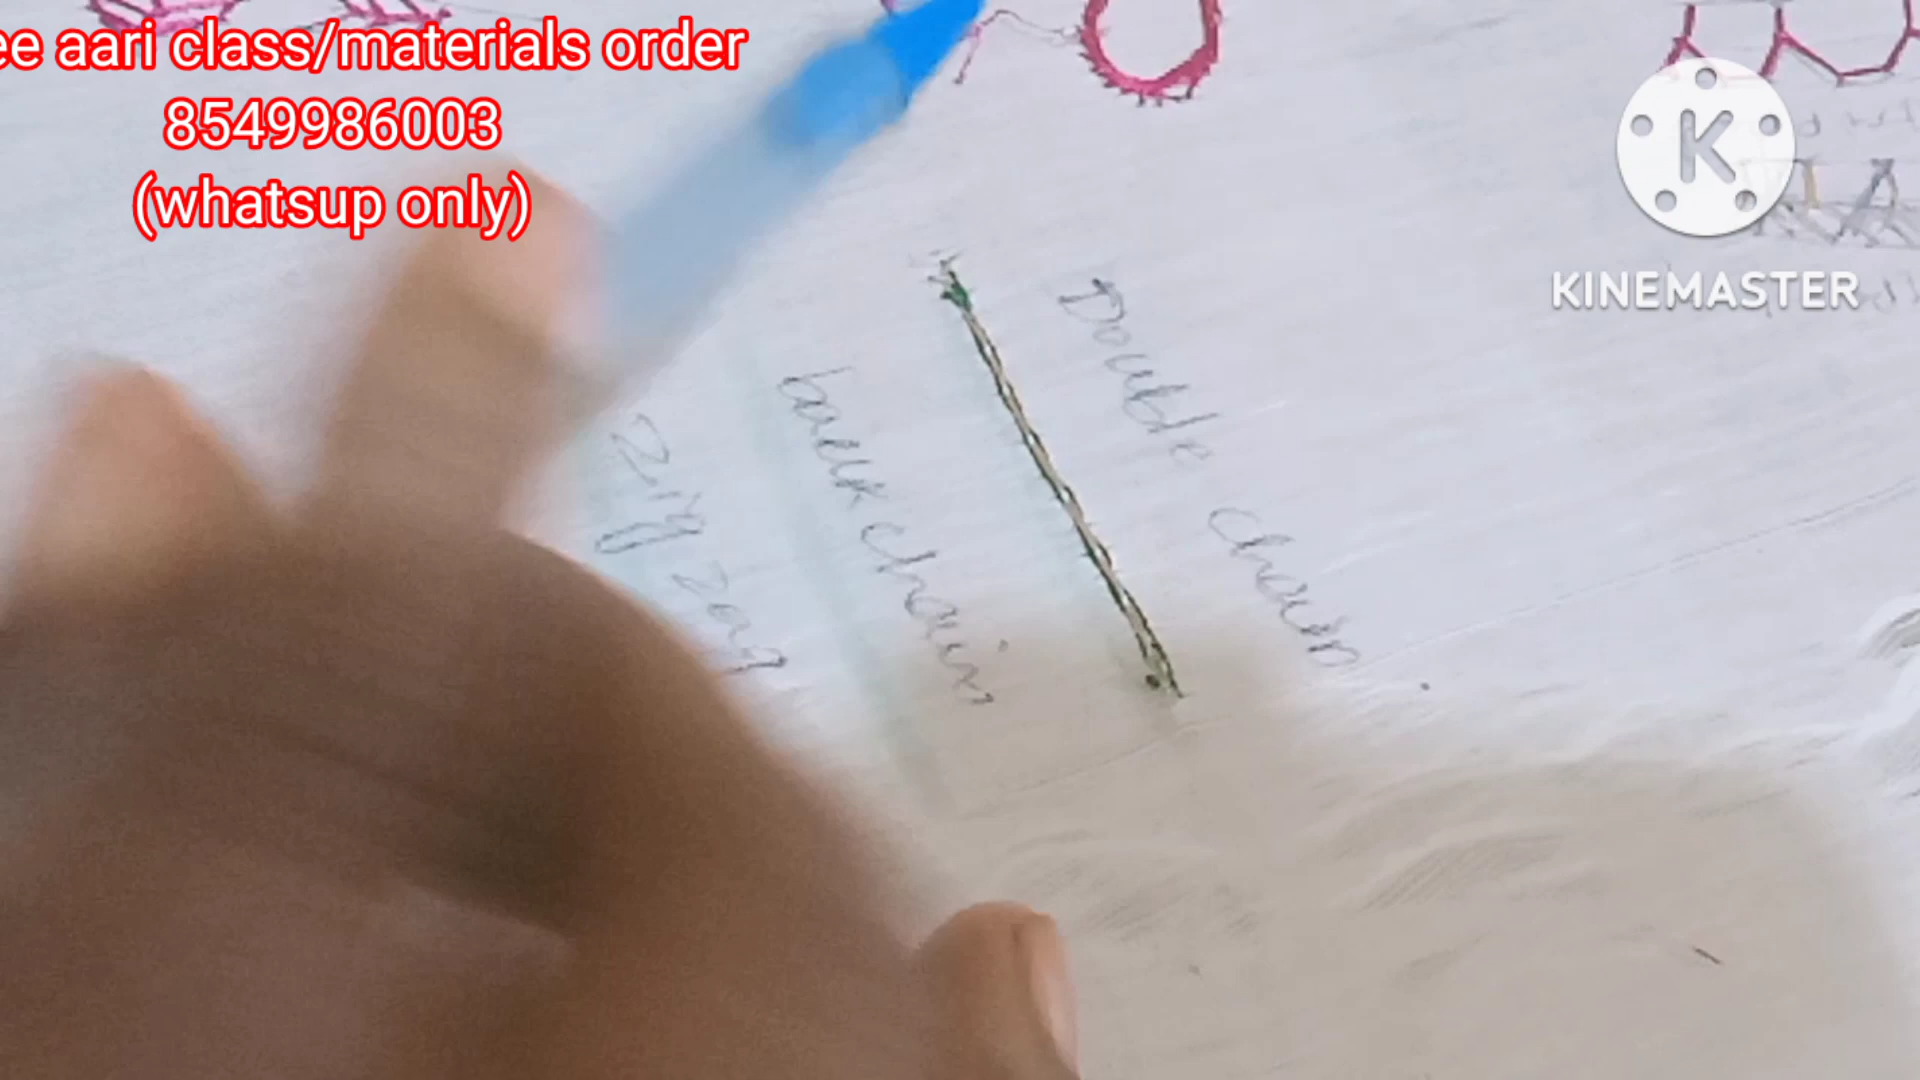 ee aari class/materials order
8549986003
(whatsup only)
KINEMASTER
Double chain
back chain
Zig zag